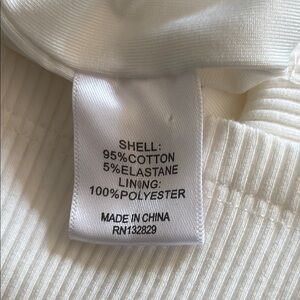 SHELL:
95%COTTON
5%ELASTANE
LINING:
100%POLYESTER
MADE IN CHINA
RN132829